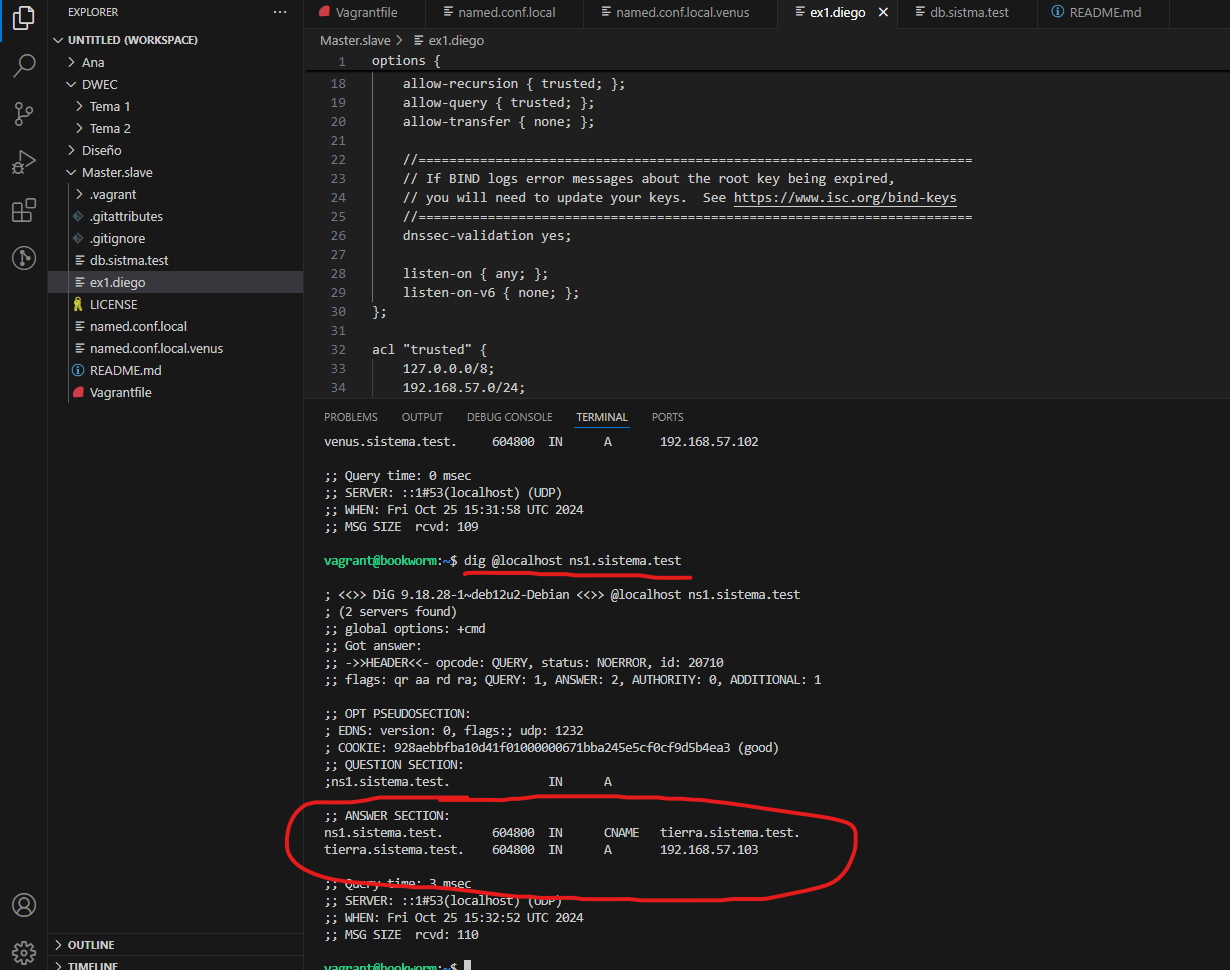 EXPLORER
UNTITLED (WORKSPACE)
Ana
DWEC
Tema 1
Tema 2
Diseño
Master.slave
.vagrant
.gitattributes
.gitignore
db.sistma.test
ex1.diego
LICENSE
named.conf.local
named.conf.local.venus
README.md
Vagrantfile
OUTLINE
TIMELINE
Vagrantfile
named.conf.local
named.conf.local.venus
ex1.diego
db.sistma.test
README.md
Master.slave > ex1.diego
1 options {
18 allow-recursion { trusted; };
19 allow-query { trusted; };
20 allow-transfer { none; };
21
22 //========================================================================
23 // If BIND logs error messages about the root key being expired,
24 // you will need to update your keys.  See https://www.isc.org/bind-keys
25 //========================================================================
26 dnssec-validation yes;
27
28 listen-on { any; };
29 listen-on-v6 { none; };
30 };
31
32 acl "trusted" {
33 127.0.0.0/8;
34 192.168.57.0/24;
PROBLEMS OUTPUT DEBUG CONSOLE TERMINAL PORTS
venus.sistema.test. 604800 IN A 192.168.57.102
;; Query time: 0 msec
;; SERVER: ::1#53(localhost) (UDP)
;; WHEN: Fri Oct 25 15:31:58 UTC 2024
;; MSG SIZE  rcvd: 109
vagrant@bookworm:~$ dig @localhost ns1.sistema.test
; <<>> DiG 9.18.28-1~deb12u2-Debian <<>> @localhost ns1.sistema.test
; (2 servers found)
;; global options: +cmd
;; Got answer:
;; ->>HEADER<<- opcode: QUERY, status: NOERROR, id: 20710
;; flags: qr aa rd ra; QUERY: 1, ANSWER: 2, AUTHORITY: 0, ADDITIONAL: 1
;; OPT PSEUDOSECTION:
; EDNS: version: 0, flags:; udp: 1232
; COOKIE: 928aebbfba10d41f01000000671bba245e5cf0cf9d5b4ea3 (good)
;; QUESTION SECTION:
;ns1.sistema.test. IN A
;; ANSWER SECTION:
ns1.sistema.test. 604800 IN CNAME tierra.sistema.test.
tierra.sistema.test. 604800 IN A 192.168.57.103
;; Query time: 3 msec
;; SERVER: ::1#53(localhost) (UDP)
;; WHEN: Fri Oct 25 15:32:52 UTC 2024
;; MSG SIZE  rcvd: 110
vagrant@bookworm:~$